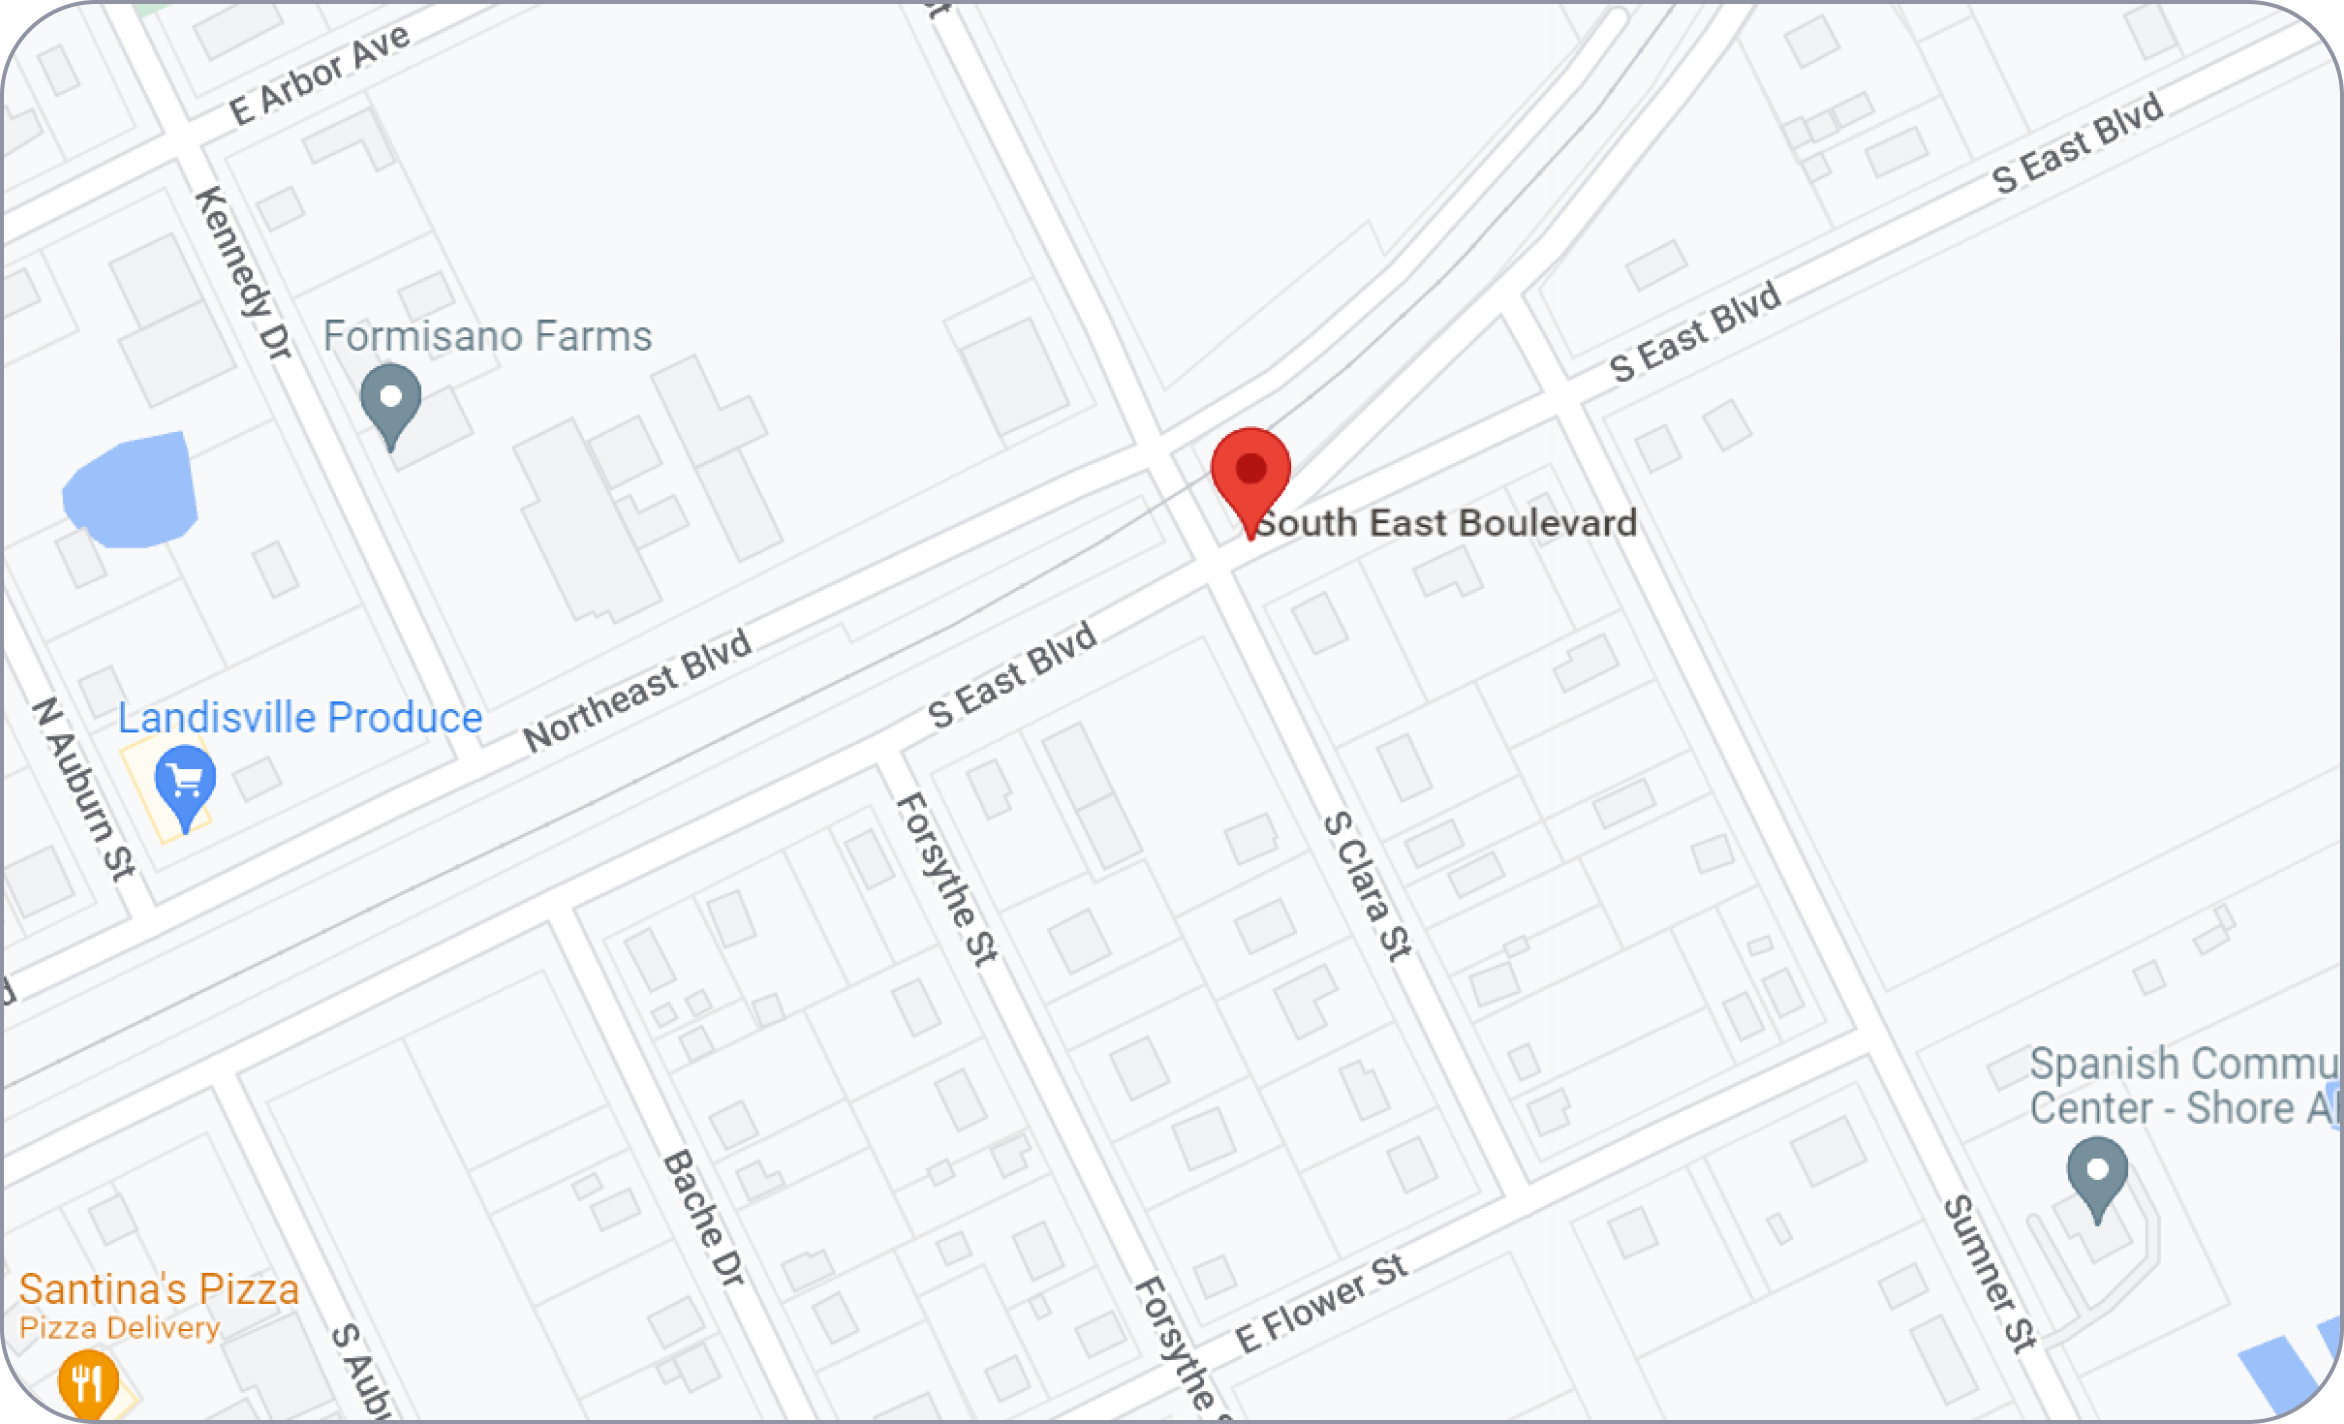 E Arbor Ave
S East Blvd
Kennedy Dr
Formisano Farms
S East Blvd
South East Boulevard
Northeast Blvd
S East Blvd
N Auburn St
Landisville Produce
Forsythe St
S Clara St
Spanish Commu
Center - Shore
Bache Dr
Sumner St
Santina's Pizza
Pizza Delivery
E Flower St
S Aubu
Forsythe